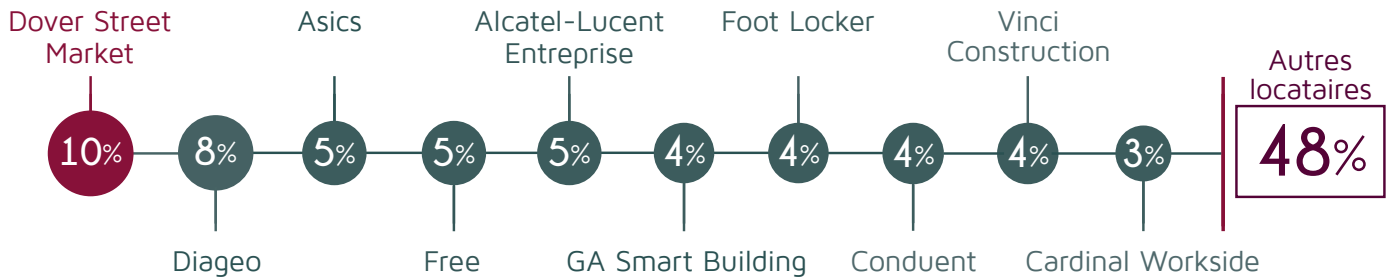 Dover Street
Market
Asics
Alcatel-Lucent
Entreprise
Foot Locker
Vinci
Construction
Autres
locataires
10%
8%
5%
5%
5%
4%
4%
4%
4%
3%
48%
Diageo
Free
GA Smart Building
Conduent
Cardinal Workside